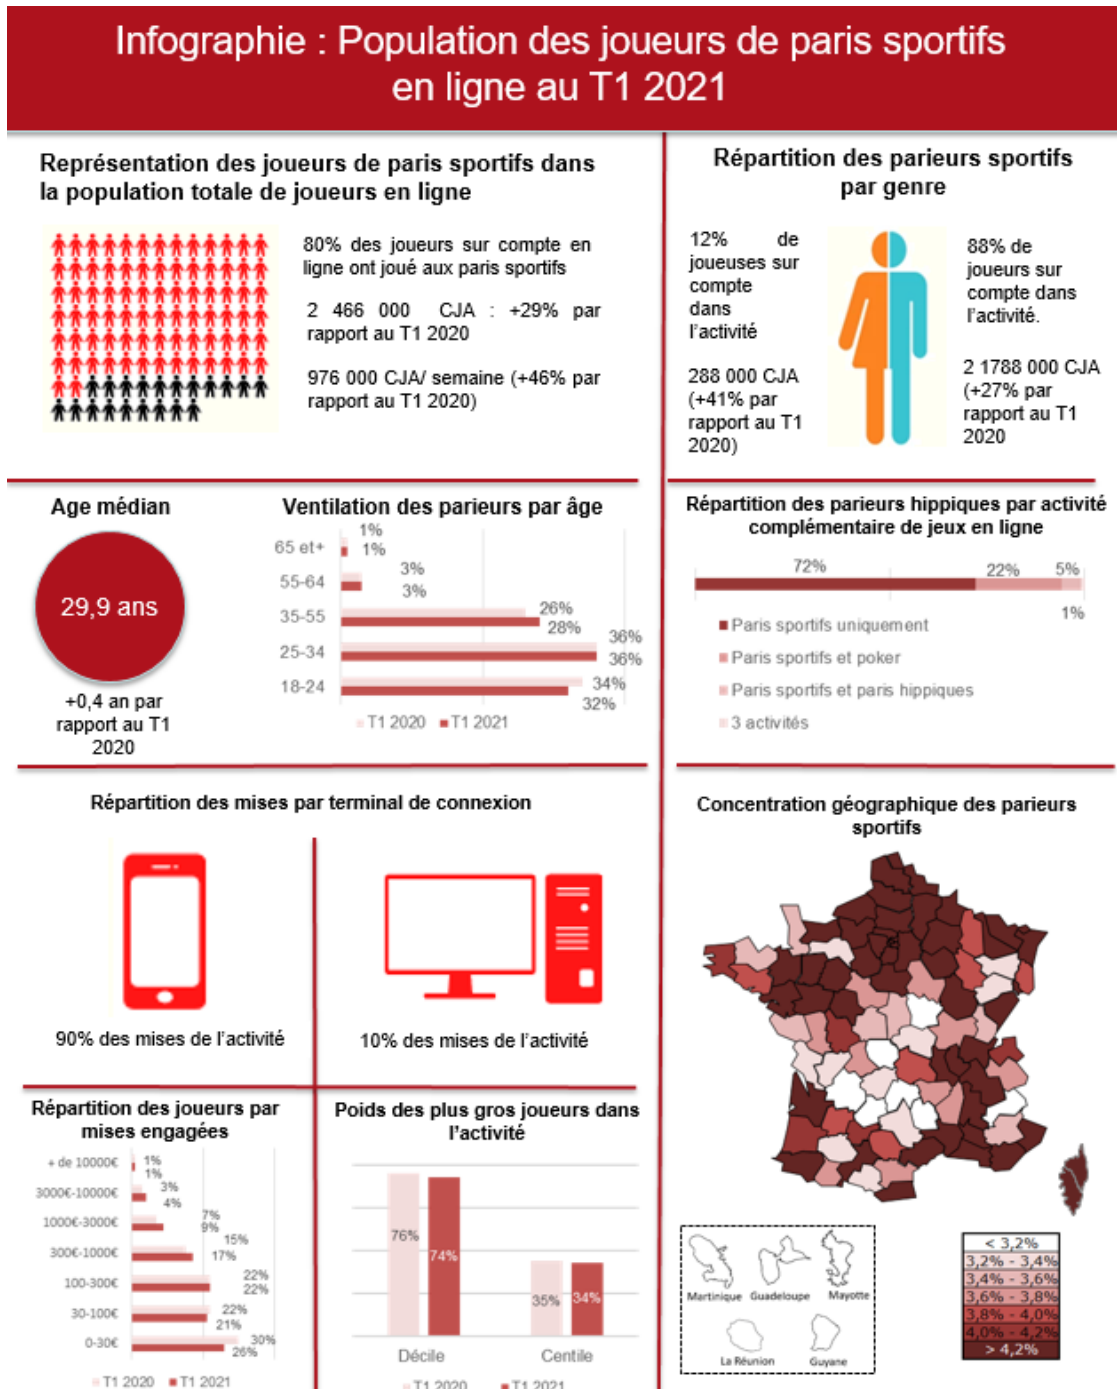 Infographie : Population des joueurs de paris sportifs
en ligne au T1 2021
Représentation des joueurs de paris sportifs dans
la population totale de joueurs en ligne
80% des joueurs sur compte en
ligne ont joué aux paris sportifs
2 466 000 CJA : +29% par
rapport au T1 2020
976 000 CJA/ semaine (+46% par
rapport au T1 2020)
Répartition des parieurs sportifs
par genre
12% de
joueuses sur
compte
dans
l'activité
288 000 CJA
(+41% par
rapport au T1
2020)
88% de
joueurs sur
compte dans
l'activité.
2 1788 000 CJA
(+27% par
rapport au T1
2020
Age médian
29,9 ans
+0,4 an par
rapport au T1
2020
Ventilation des parieurs par âge
65 et+
1%
1%
55-64
3%
3%
35-55
26%
28%
25-34
36%
36%
18-24
34%
32%
T1 2020
T1 2021
Répartition des parieurs hippiques par activité
complémentaire de jeux en ligne
72%
22%
5%
1%
Paris sportifs uniquement
Paris sportifs et poker
Paris sportifs et paris hippiques
3 activités
Répartition des mises par terminal de connexion
90% des mises de l'activité
10% des mises de l'activité
Concentration géographique des parieurs
sportifs
Martinique
Guadeloupe
Mayotte
La Réunion
Guyane
< 3,2%
3,2% - 3,4%
3,4% - 3,6%
3,6% - 3,8%
3,8% - 4,0%
4,0% - 4,2%
> 4,2%
Répartition des joueurs par
mises engagées
+ de 10000€
1%
1%
3000€-10000€
3%
4%
1000€-3000€
7%
9%
300€-1000€
15%
17%
100-300€
22%
22%
30-100€
22%
21%
0-30€
30%
26%
T1 2020
T1 2021
Poids des plus gros joueurs dans
l'activité
76%
74%
35%
34%
Décile
Centile
T1 2020
T1 2021